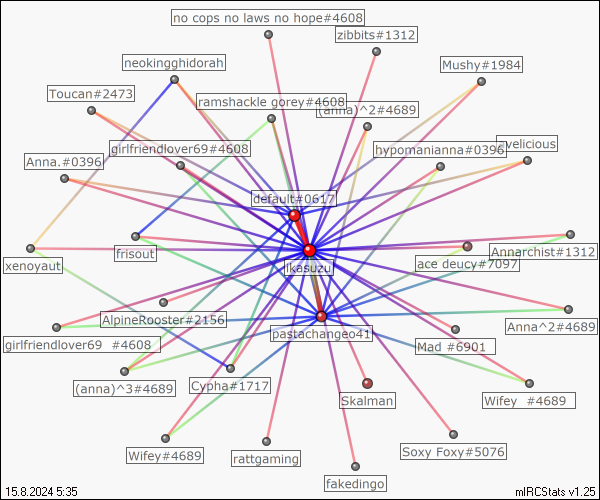 no cops no laws no hope#4608
zibbits#1312
neokingghidorah
Mushy#1984
Toucan#2473
ramshackle gorey#4608
(anna)^2#4689
girlfriendlover69 #4608
hypomanianna#0396
evelicious
Anna.#0396
default#0617
xenoyaut
frisout
ikasuzu
ace deucy#7097
Annarchist#1312
AlpineRooster#2156
girlfriendlover69 #4608
pastachangeo41
Mad #6901
Anna^2#4689
(anna)^3#4689
Cypha#1717
Skalman
Wifey #4689
Wifey#4689
rattgaming
Soxy Foxy#5076
fakedingo
15.8.2024 5:35
mIRCStats v1.25